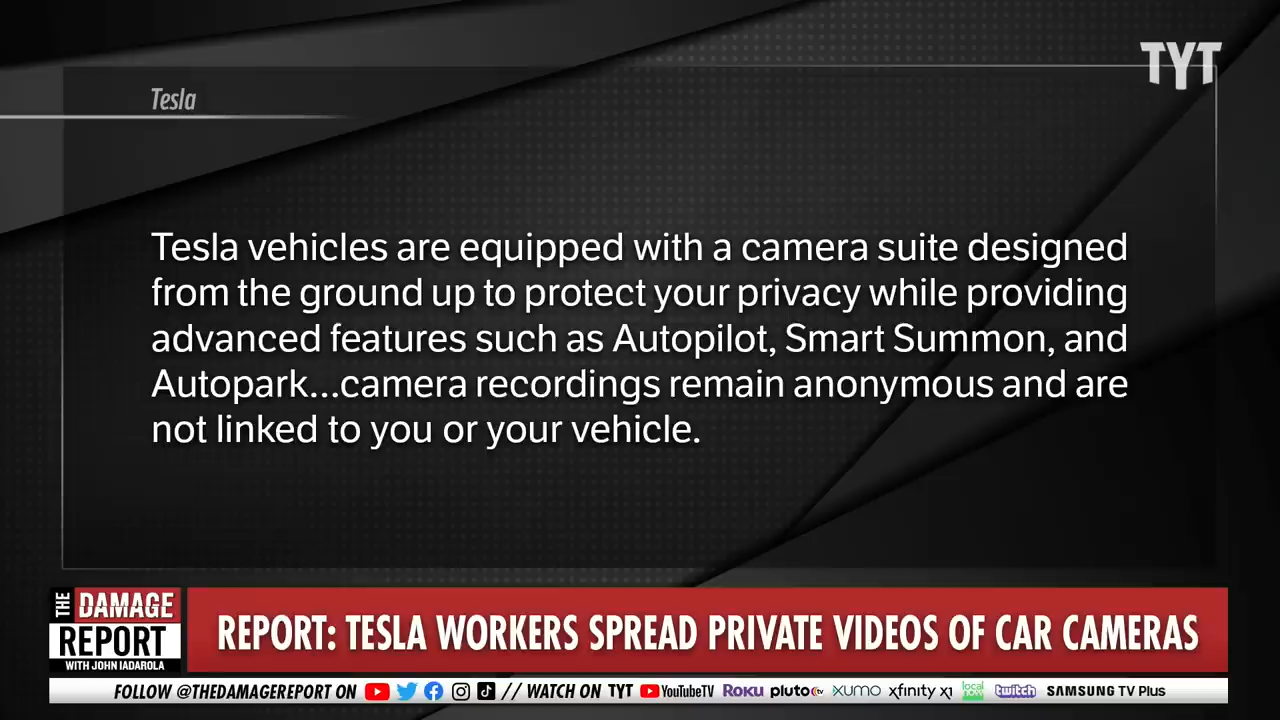 TYT
Tesla
Tesla vehicles are equipped with a camera suite designed
from the ground up to protect your privacy while providing
advanced features such as Autopilot, Smart Summon, and
Autopark...camera recordings remain anonymous and are
not linked to you or your vehicle.
THE DAMAGE REPORT
WITH JOHN IADAROLA
REPORT: TESLA WORKERS SPREAD PRIVATE VIDEOS OF CAR CAMERAS
FOLLOW @THEDAMAGEREPORT ON // WATCH ON TYT YouTubeTV Roku pluto tv XUMO xfinity x1 local now twitch SAMSUNG TV Plus